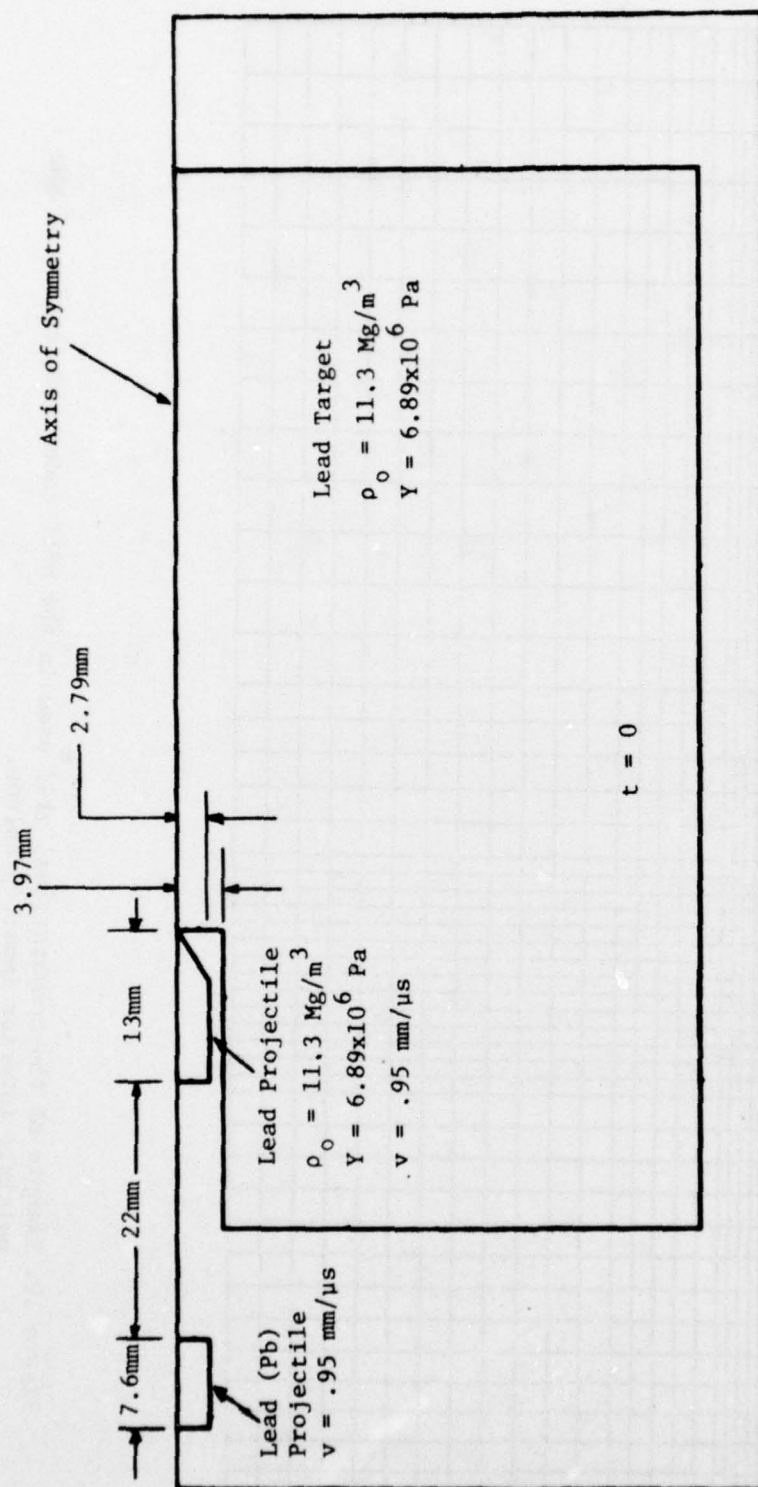 Axis of Symmetry
3.97mm
2.79mm
7.6mm
22mm
13mm
Lead (Pb)
Projectile
v = .95 mm/μs
Lead Projectile
ρo = 11.3 Mg/m3
Y = 6.89x106 Pa
v = .95 mm/μs
Lead Target
ρo = 11.3 Mg/m3
Y = 6.89x106 Pa
t = 0